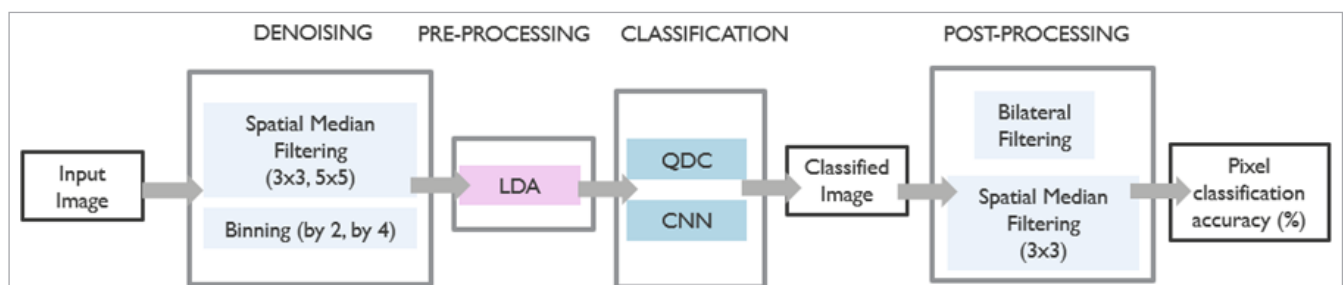 DENOISING
PRE-PROCESSING
CLASSIFICATION
POST-PROCESSING
Input
Image
Spatial Median
Filtering
(3x3, 5x5)
Binning (by 2, by 4)
LDA
QDC
CNN
Classified
Image
Bilateral
Filtering
Spatial Median
Filtering
(3x3)
Pixel
classification
accuracy (%)